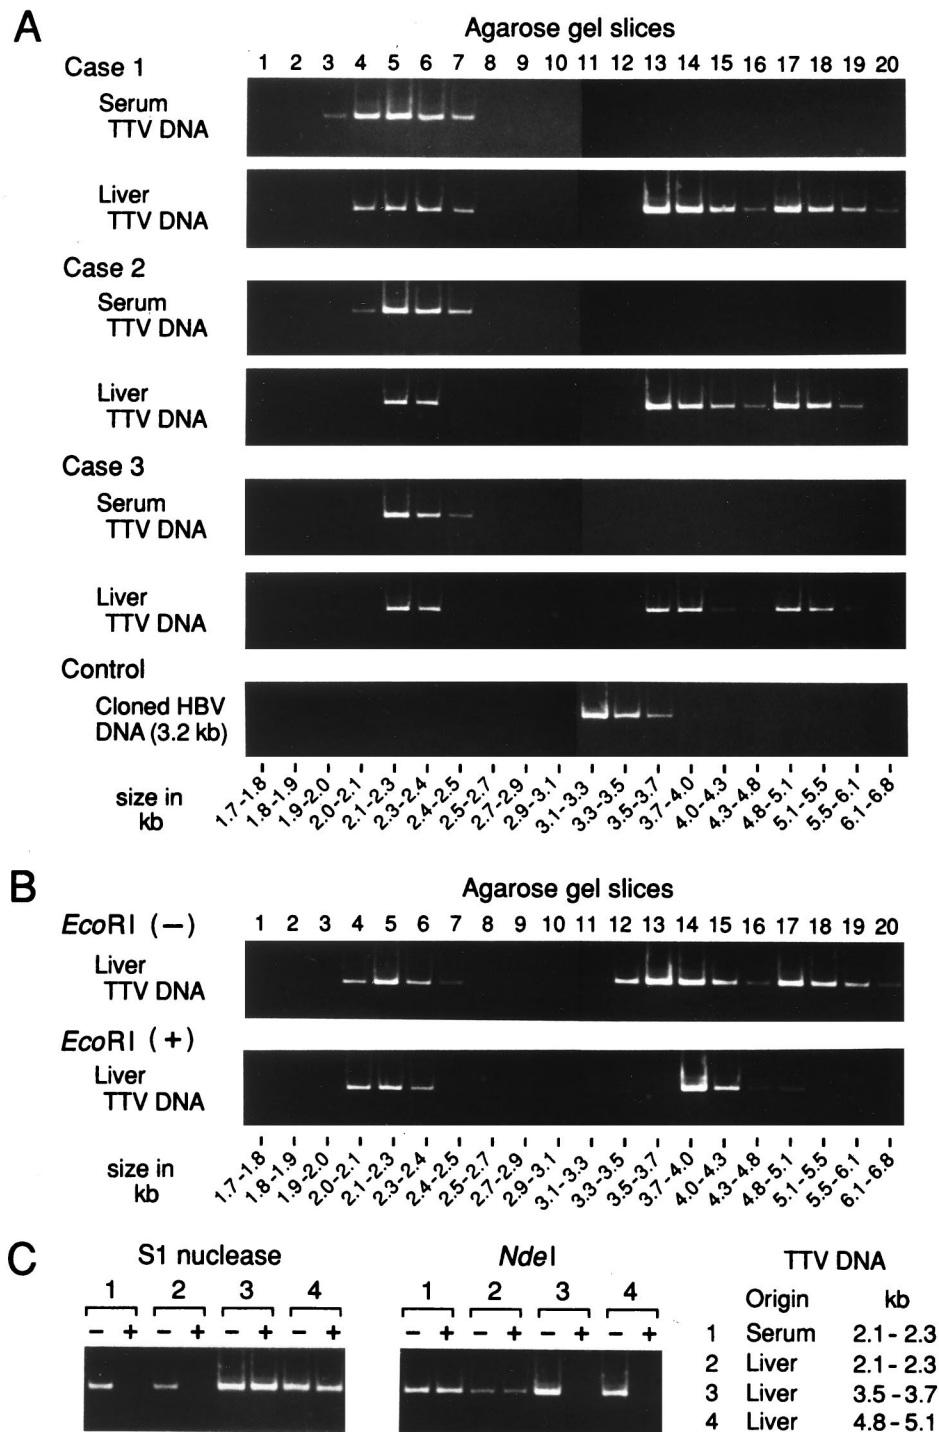 A
Agarose gel slices
1 2 3 4 5 6 7 8 9 10 11 12 13 14 15 16 17 18 19 20
Case 1
Serum
TTV DNA
Liver
TTV DNA
Case 2
Serum
TTV DNA
Liver
TTV DNA
Case 3
Serum
TTV DNA
Liver
TTV DNA
Control
Cloned HBV
DNA (3.2 kb)
size in
kb
1.7-1.8 1.8-1.9 1.9-2.0 2.0-2.1 2.1-2.3 2.3-2.4 2.4-2.5 2.5-2.7 2.7-2.9 2.9-3.1 3.1-3.3 3.3-3.5 3.5-3.7 3.7-4.0 4.0-4.3 4.3-4.8 4.8-5.1 5.1-5.5 5.5-6.1 6.1-6.8
B
Agarose gel slices
EcoRI (−) 1 2 3 4 5 6 7 8 9 10 11 12 13 14 15 16 17 18 19 20
Liver
TTV DNA
EcoRI (+)
Liver
TTV DNA
size in
kb
1.7-1.8 1.8-1.9 1.9-2.0 2.0-2.1 2.1-2.3 2.3-2.4 2.4-2.5 2.5-2.7 2.7-2.9 2.9-3.1 3.1-3.3 3.3-3.5 3.5-3.7 3.7-4.0 4.0-4.3 4.3-4.8 4.8-5.1 5.1-5.5 5.5-6.1 6.1-6.8
C
S1 nuclease
1 2 3 4
− + − + − + − +
NdeI
1 2 3 4
− + − + − + − +
TTV DNA
Origin kb
1 Serum 2.1-2.3
2 Liver 2.1-2.3
3 Liver 3.5-3.7
4 Liver 4.8-5.1